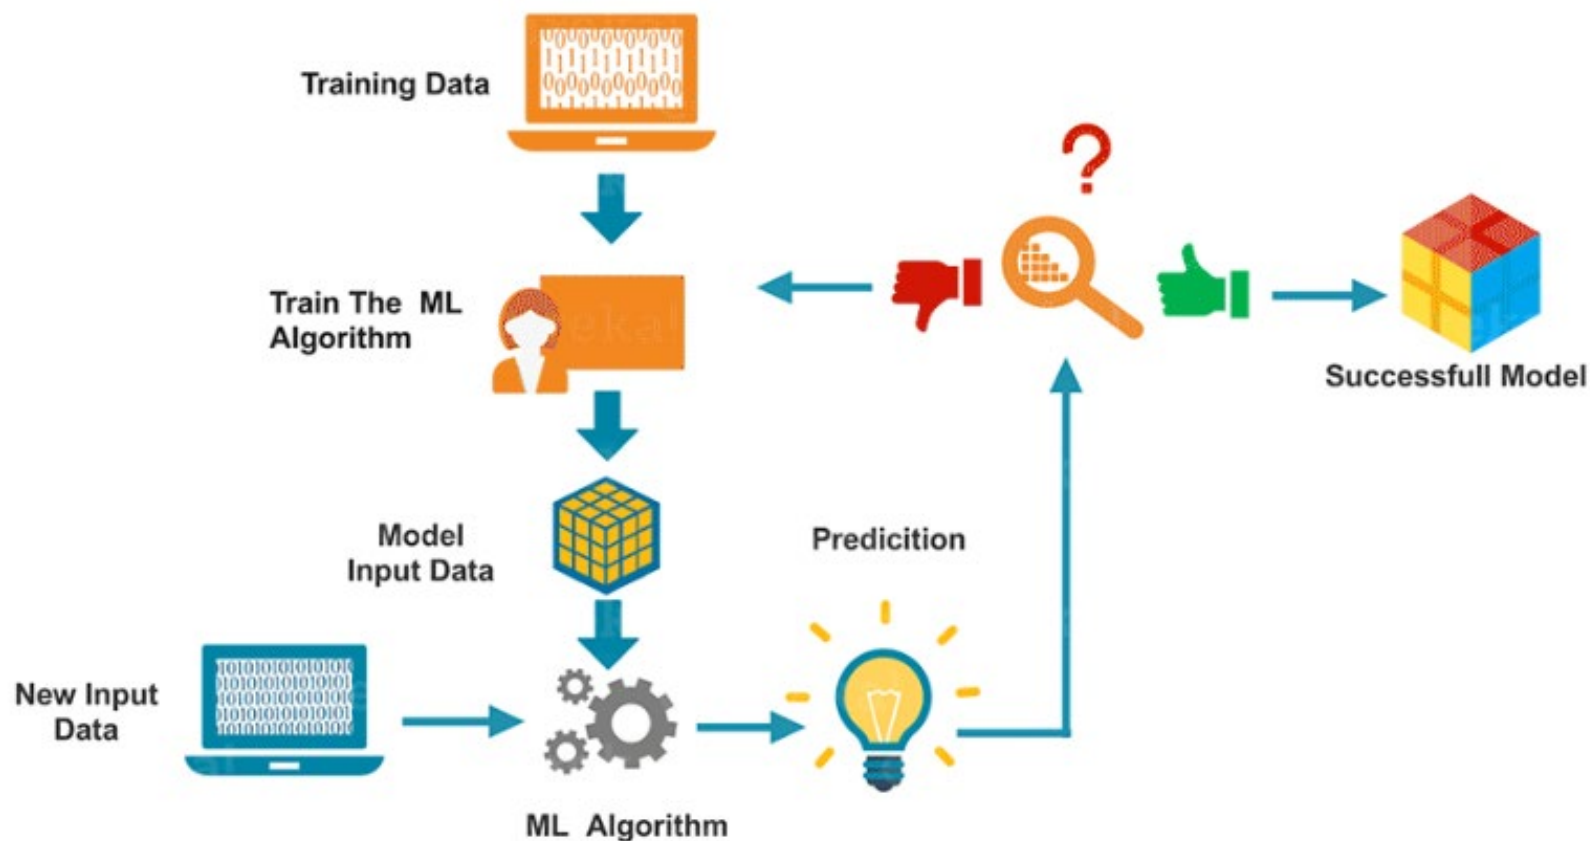 Training Data
?
Train The ML
Algorithm
Successfull Model
Model
Input Data
Predicition
New Input
Data
ML Algorithm